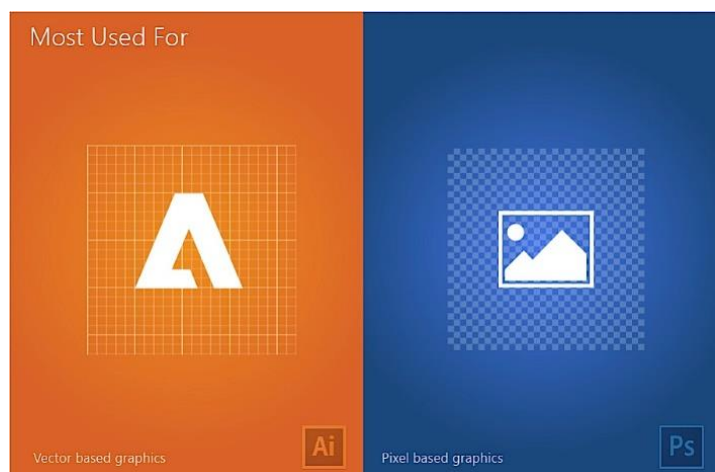 Most Used For
Vector based graphics
Ai
Pixel based graphics
Ps